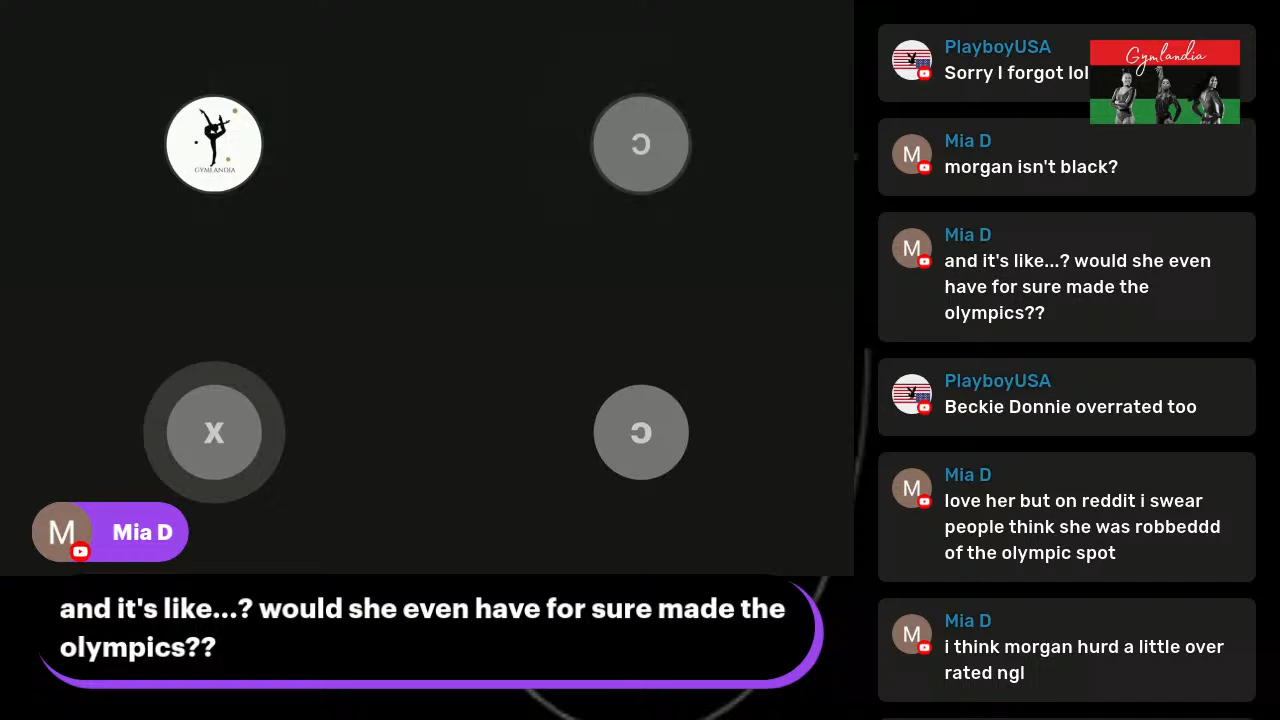 GYMLANDIA
C
X
C
M
Mia D
and it's like...? would she even have for sure made the
olympics??
PlayboyUSA
Sorry I forgot lol
Gymlandia
M
Mia D
morgan isn't black?
M
Mia D
and it's like...? would she even
have for sure made the
olympics??
PlayboyUSA
Beckie Donnie overrated too
M
Mia D
love her but on reddit i swear
people think she was robbeddd
of the olympic spot
M
Mia D
i think morgan hurd a little over
rated ngl